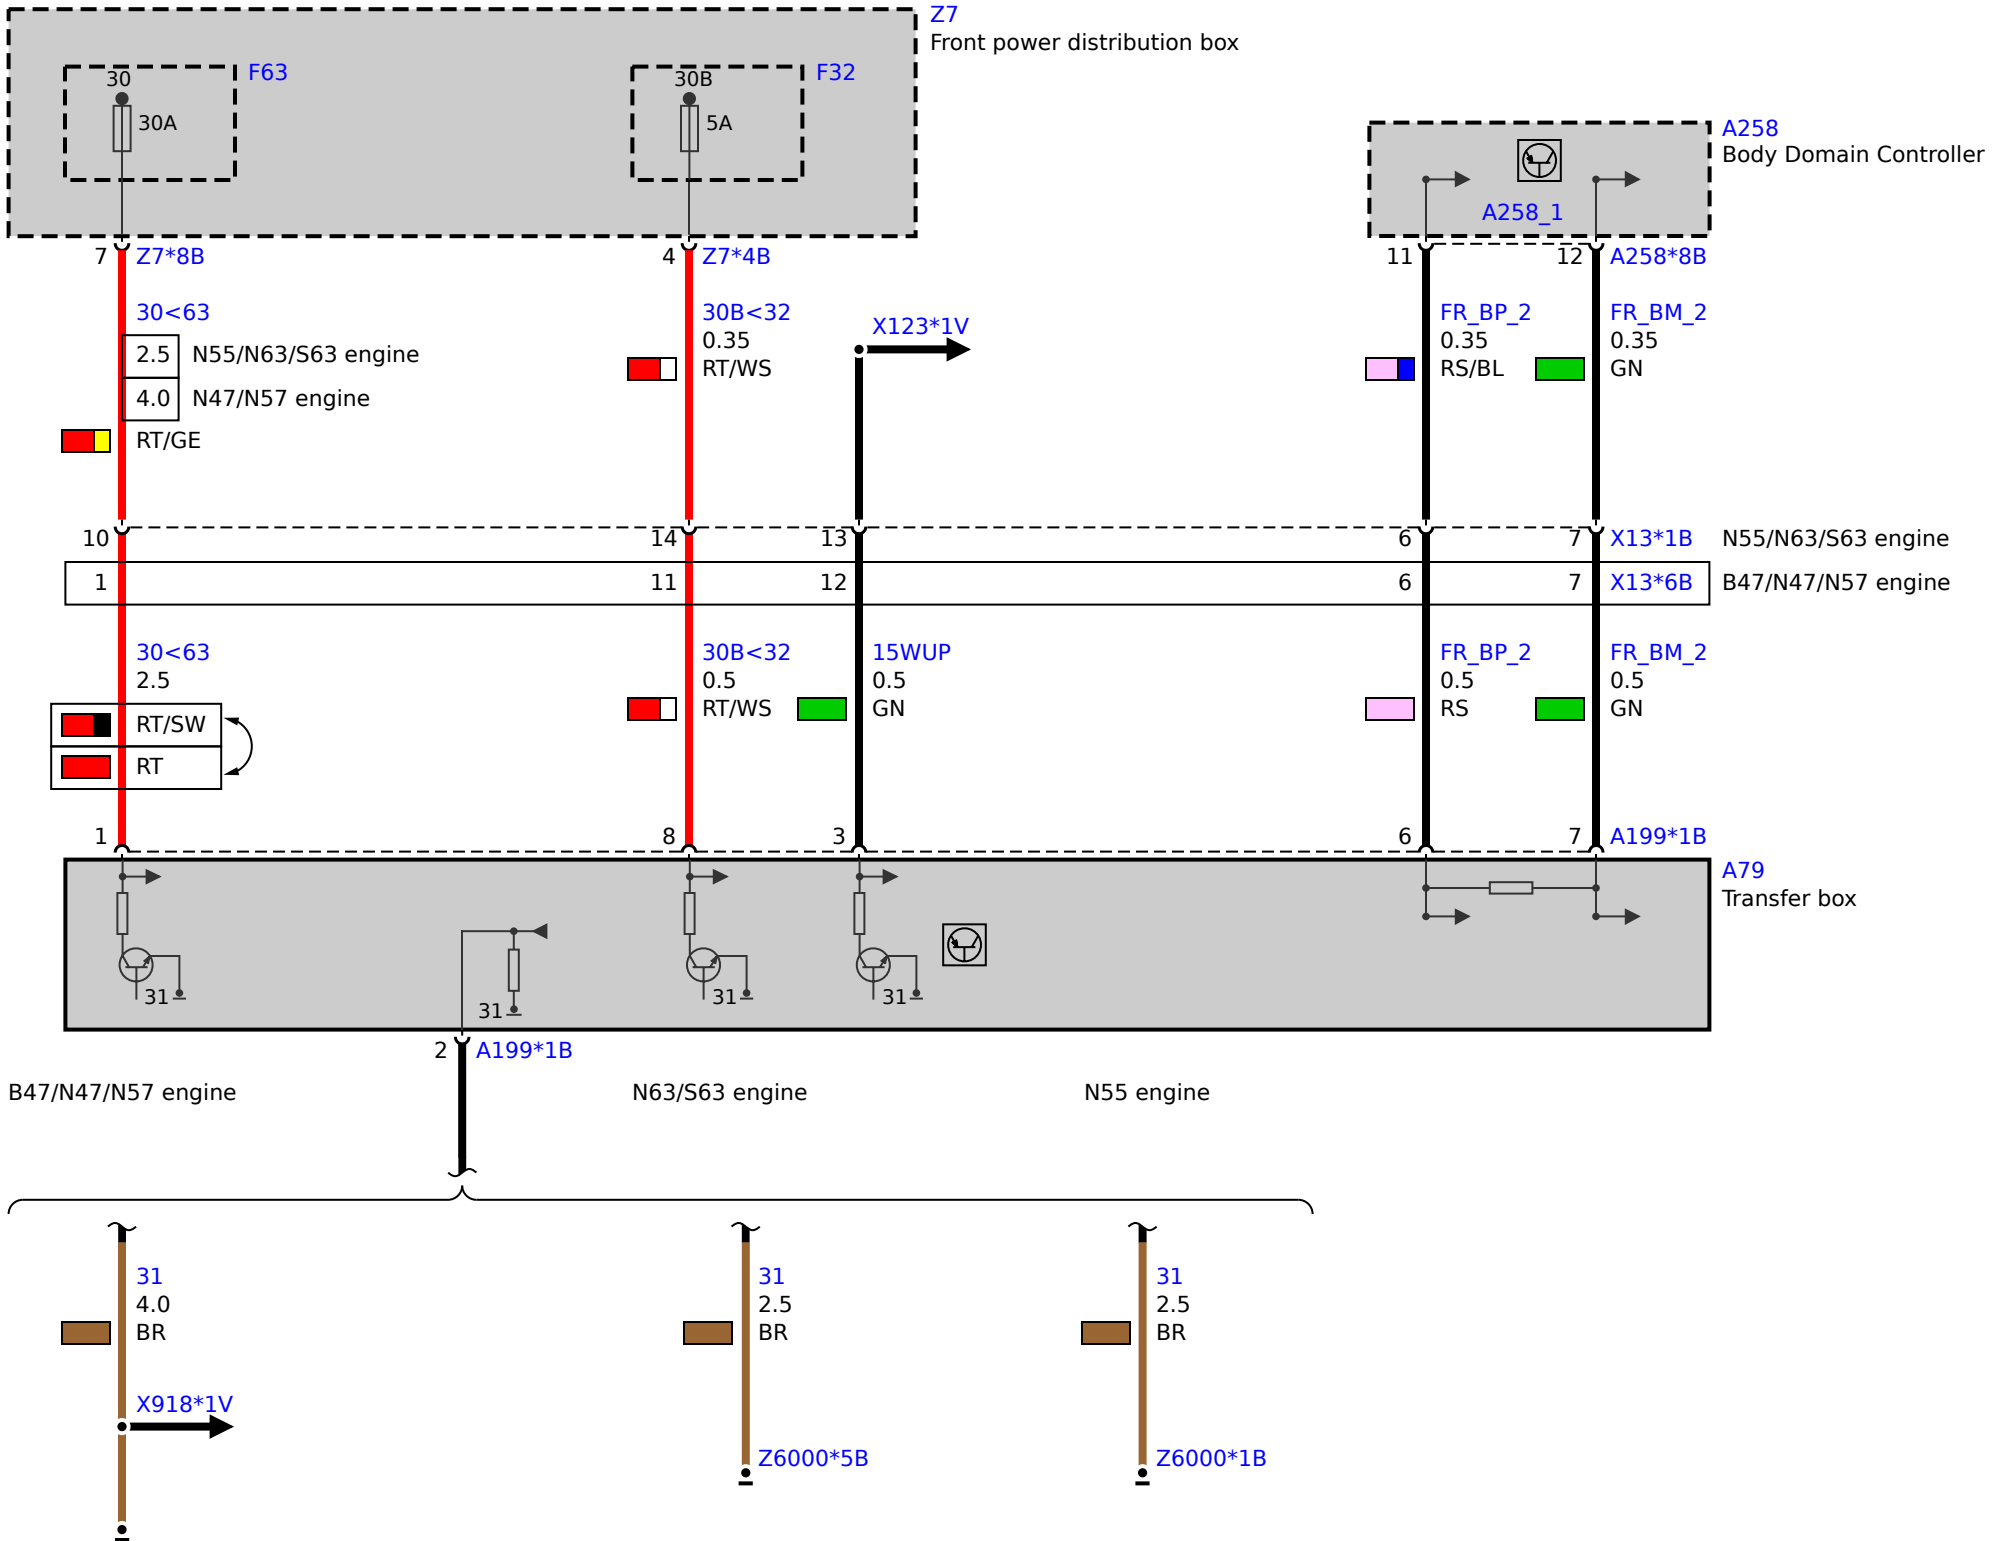 Z7
Front power distribution box
F63
30
30A
F32
30B
5A
A258
Body Domain Controller
A258_1
7 Z7*8B
4 Z7*4B
11
12 A258*8B
30<63
2.5 N55/N63/S63 engine
4.0 N47/N57 engine
RT/GE
30B<32
0.35
RT/WS
X123*1V
FR_BP_2
0.35
RS/BL
FR_BM_2
0.35
GN
10 14 13 6 7 X13*1B N55/N63/S63 engine
1 11 12 6 7 X13*6B B47/N47/N57 engine
30<63
2.5
RT/SW
RT
30B<32
0.5
RT/WS
15WUP
0.5
GN
FR_BP_2
0.5
RS
FR_BM_2
0.5
GN
1 8 3 6 7 A199*1B
A79
Transfer box
31
31
31
31
2 A199*1B
B47/N47/N57 engine
N63/S63 engine
N55 engine
31
4.0
BR
X918*1V
31
2.5
BR
Z6000*5B
31
2.5
BR
Z6000*1B